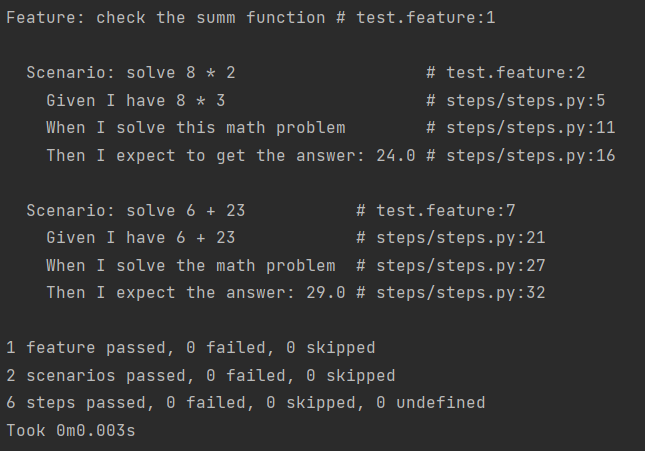 Feature: check the summ function # test.feature:1
Scenario: solve 8 * 2 # test.feature:2
Given I have 8 * 3 # steps/steps.py:5
When I solve this math problem # steps/steps.py:11
Then I expect to get the answer: 24.0 # steps/steps.py:16
Scenario: solve 6 + 23 # test.feature:7
Given I have 6 + 23 # steps/steps.py:21
When I solve the math problem # steps/steps.py:27
Then I expect the answer: 29.0 # steps/steps.py:32
1 feature passed, 0 failed, 0 skipped
2 scenarios passed, 0 failed, 0 skipped
6 steps passed, 0 failed, 0 skipped, 0 undefined
Took 0m0.003s